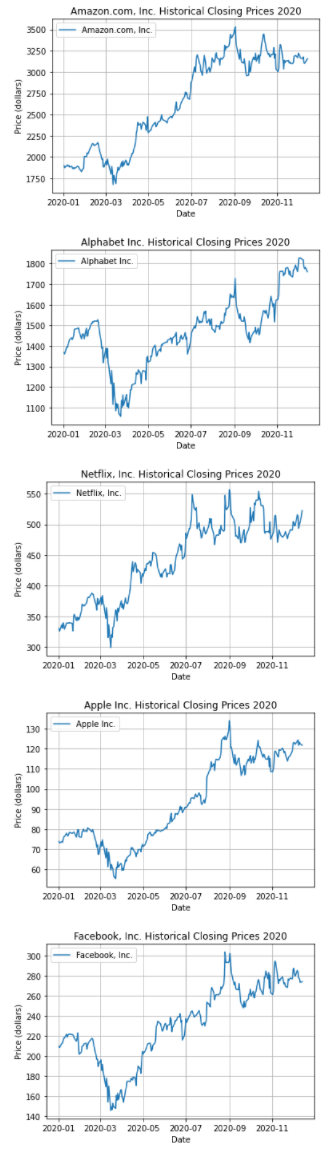 Amazon.com, Inc. Historical Closing Prices 2020
Amazon.com, Inc.
3500
3250
3000
2750
2500
2250
2000
1750
Price (dollars)
2020-01 2020-03 2020-05 2020-07 2020-09 2020-11
Date
Alphabet Inc. Historical Closing Prices 2020
Alphabet Inc.
1800
1700
1600
1500
1400
1300
1200
1100
Price (dollars)
2020-01 2020-03 2020-05 2020-07 2020-09 2020-11
Date
Netflix, Inc. Historical Closing Prices 2020
Netflix, Inc.
550
500
450
400
350
300
Price (dollars)
2020-01 2020-03 2020-05 2020-07 2020-09 2020-11
Date
Apple Inc. Historical Closing Prices 2020
Apple Inc.
130
120
110
100
90
80
70
60
Price (dollars)
2020-01 2020-03 2020-05 2020-07 2020-09 2020-11
Date
Facebook, Inc. Historical Closing Prices 2020
Facebook, Inc.
300
280
260
240
220
200
180
160
140
Price (dollars)
2020-01 2020-03 2020-05 2020-07 2020-09 2020-11
Date